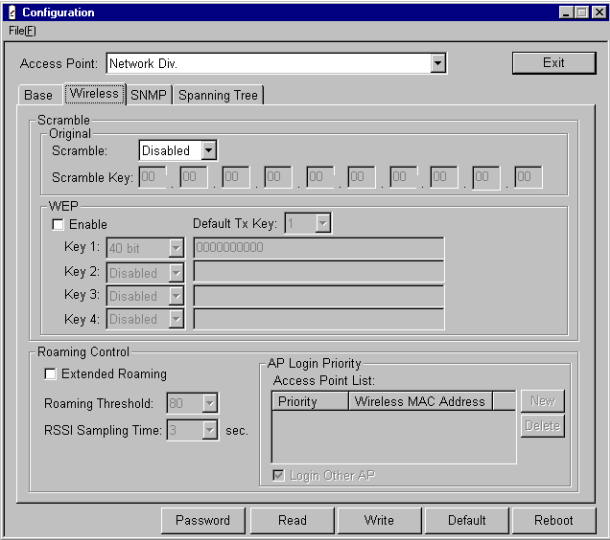 Configuration
File(F)
Access Point: Network Div. Exit
Base Wireless SNMP Spanning Tree
Scramble
Original
Scramble: Disabled
Scramble Key: 00 . 00 . 00 . 00 . 00 . 00 . 00 . 00 . 00 . 00
WEP
Enable Default Tx Key: 1
Key 1: 40 bit 0000000000
Key 2: Disabled
Key 3: Disabled
Key 4: Disabled
Roaming Control
Extended Roaming
Roaming Threshold: 80
RSSI Sampling Time: 3 sec.
AP Login Priority
Access Point List:
Priority Wireless MAC Address
New
Delete
Login Other AP
Password Read Write Default Reboot